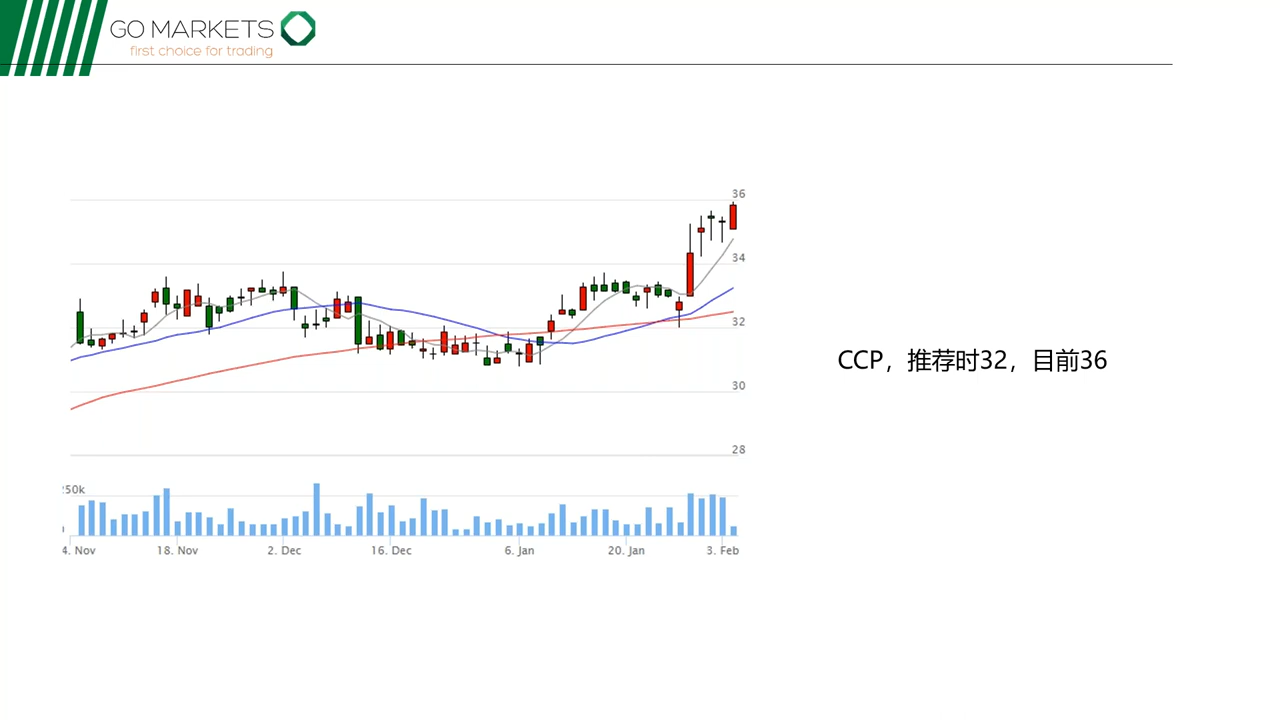 GO MARKETS
first choice for trading
36
34
32
30
28
50k
4. Nov
18. Nov
2. Dec
16. Dec
6. Jan
20. Jan
3. Feb
CCP，推荐时32，目前36